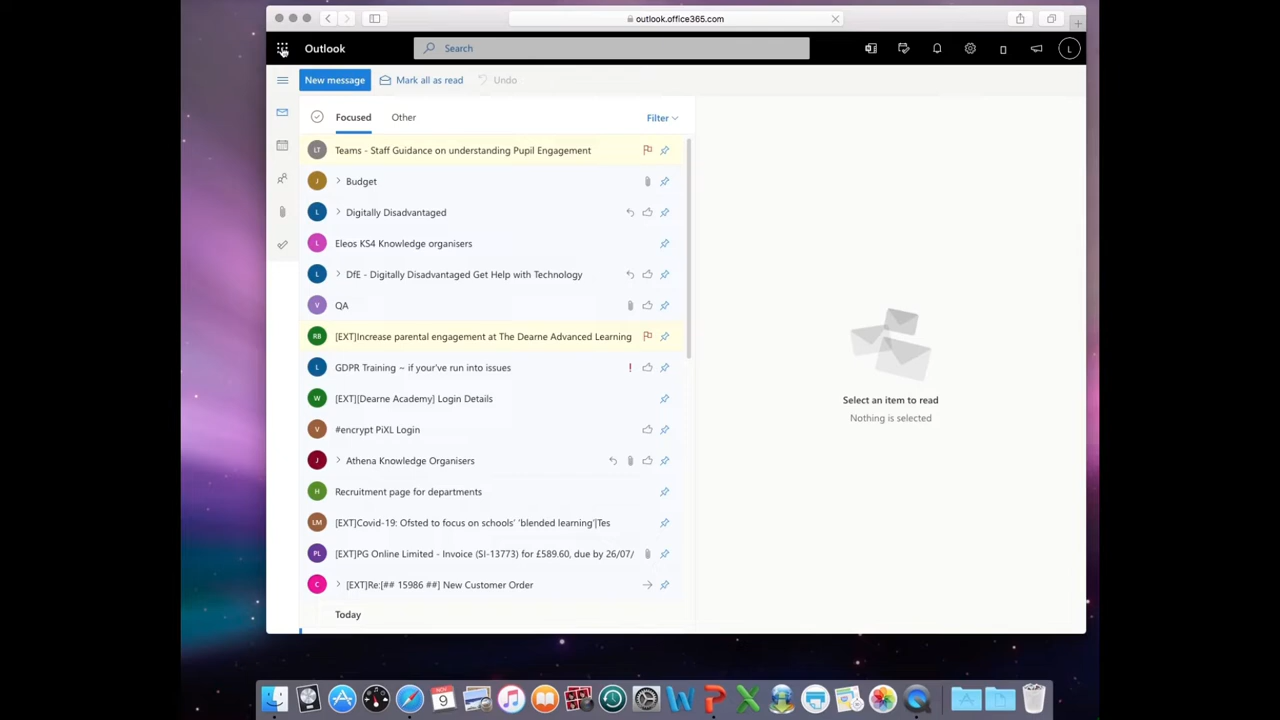 outlook.office365.com
Outlook
Search
L
New message
Mark all as read
Undo
Focused
Other
Filter
LT Teams - Staff Guidance on understanding Pupil Engagement
J Budget
L Digitally Disadvantaged
L Eleos KS4 Knowledge organisers
L DfE - Digitally Disadvantaged Get Help with Technology
V QA
RB [EXT]Increase parental engagement at The Dearne Advanced Learning
L GDPR Training ~ if your've run into issues
W [EXT][Dearne Academy] Login Details
V #encrypt PiXL Login
J Athena Knowledge Organisers
H Recruitment page for departments
LM [EXT]Covid-19: Ofsted to focus on schools' 'blended learning'|Tes
PL [EXT]PG Online Limited - Invoice (SI-13773) for £589.60, due by 26/07/
C [EXT]Re:[## 15986 ##] New Customer Order
Today
Select an item to read
Nothing is selected
9